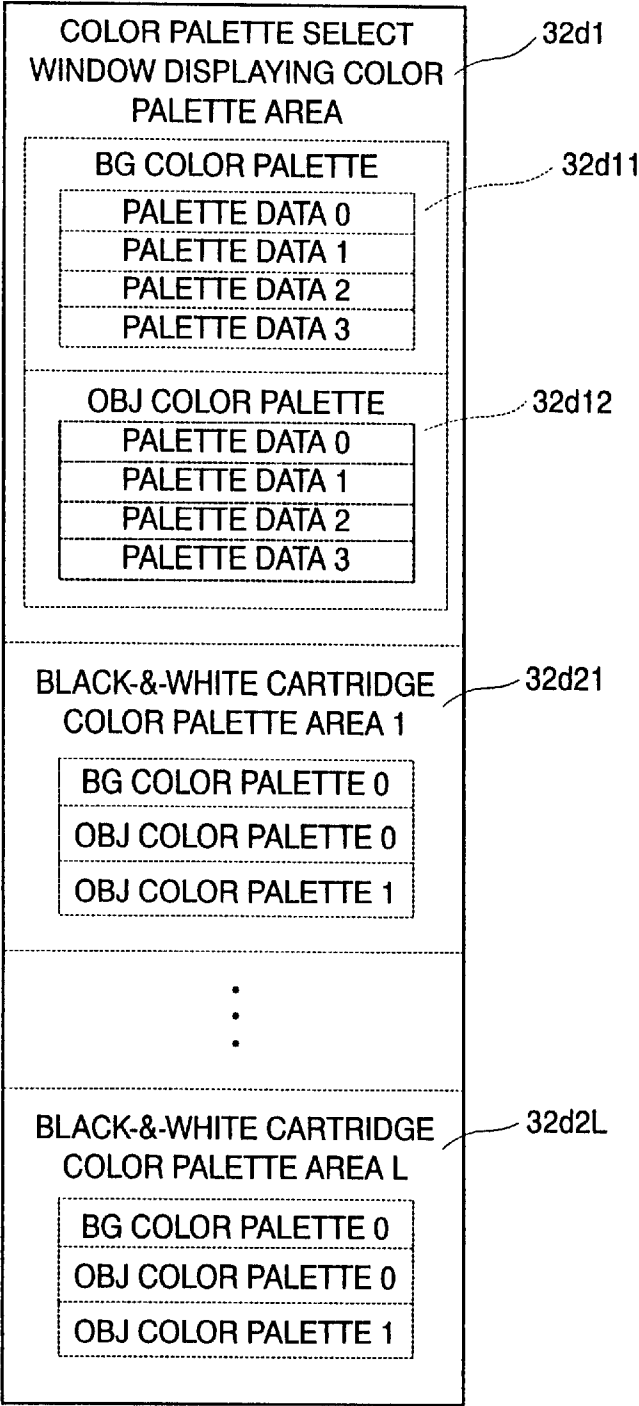 COLOR PALETTE SELECT
WINDOW DISPLAYING COLOR
PALETTE AREA
32d1
BG COLOR PALETTE
32d11
PALETTE DATA 0
PALETTE DATA 1
PALETTE DATA 2
PALETTE DATA 3
OBJ COLOR PALETTE
32d12
PALETTE DATA 0
PALETTE DATA 1
PALETTE DATA 2
PALETTE DATA 3
BLACK-&-WHITE CARTRIDGE
COLOR PALETTE AREA 1
32d21
BG COLOR PALETTE 0
OBJ COLOR PALETTE 0
OBJ COLOR PALETTE 1
BLACK-&-WHITE CARTRIDGE
COLOR PALETTE AREA L
32d2L
BG COLOR PALETTE 0
OBJ COLOR PALETTE 0
OBJ COLOR PALETTE 1